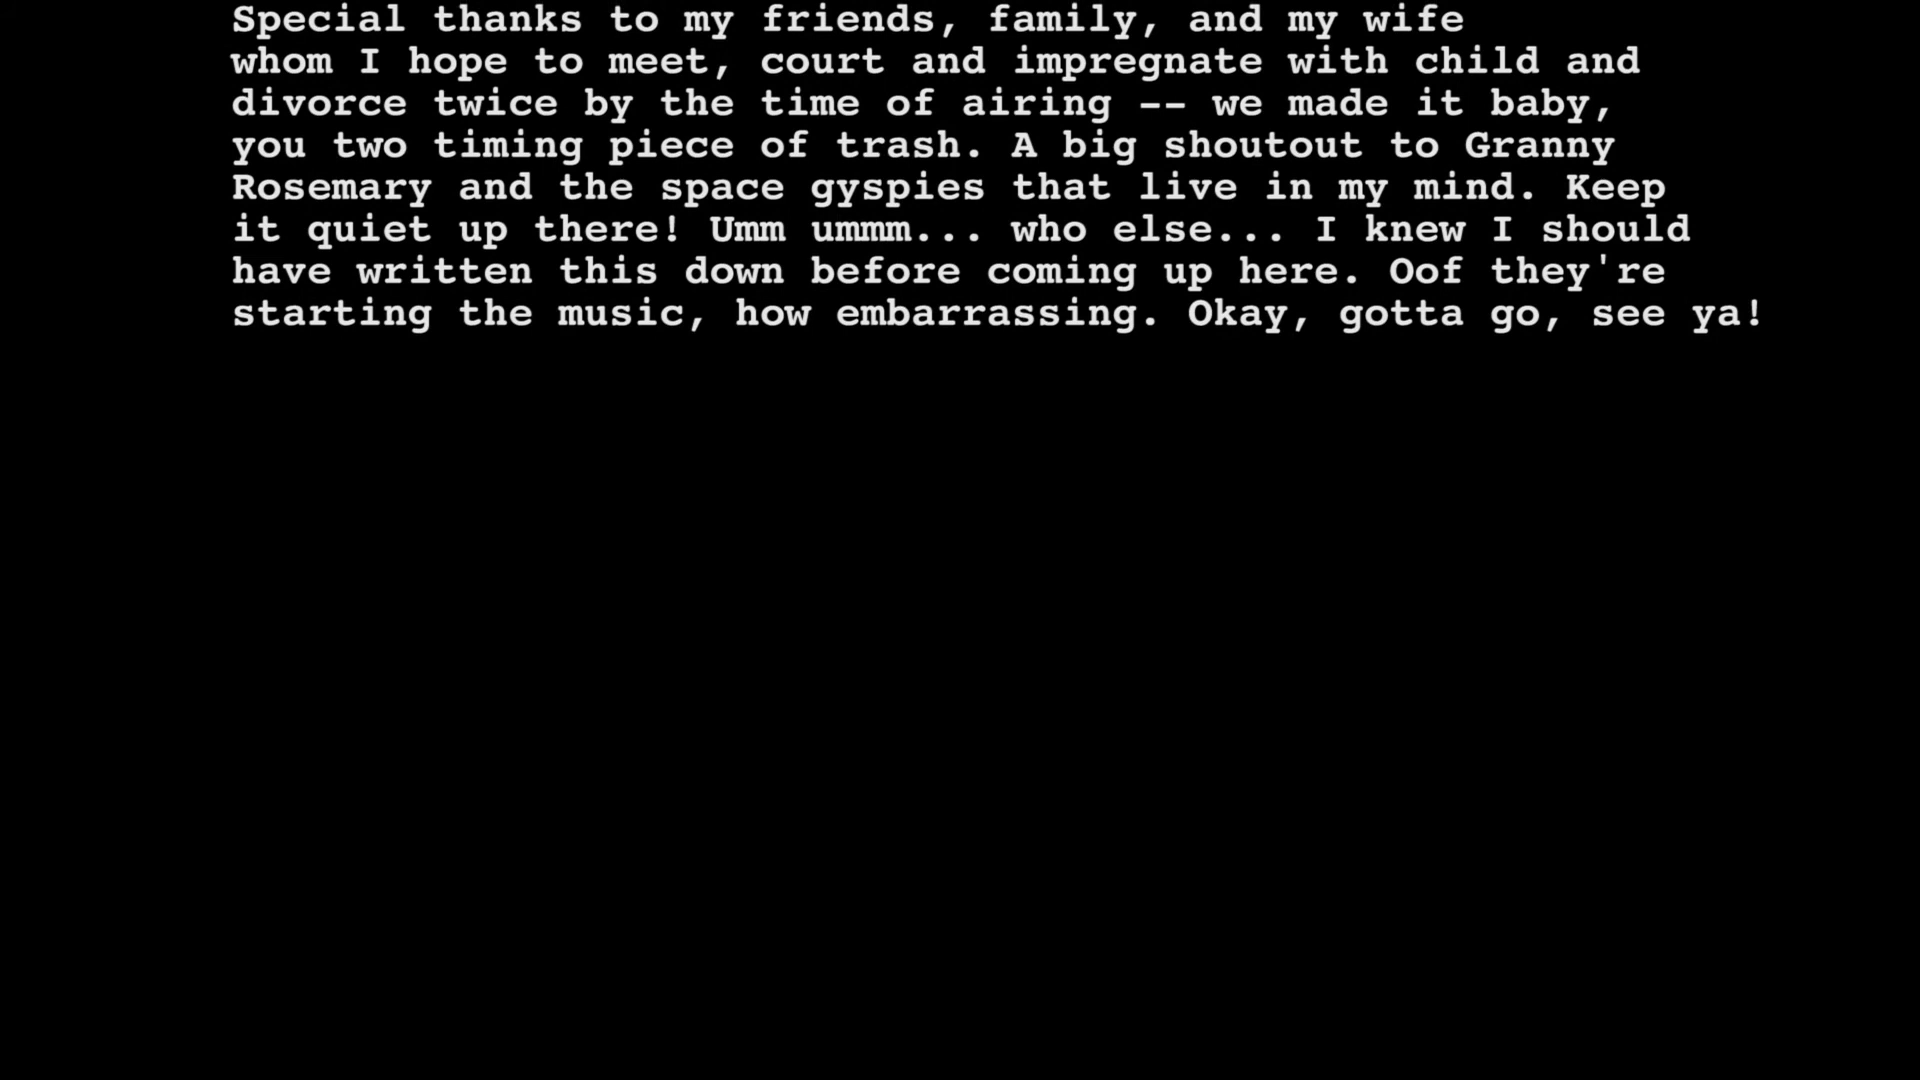 Special thanks to my friends, family, and my wife
whom I hope to meet, court and impregnate with child and
divorce twice by the time of airing -- we made it baby,
you two timing piece of trash. A big shoutout to Granny
Rosemary and the space gyspies that live in my mind. Keep
it quiet up there! Umm ummm... who else... I knew I should
have written this down before coming up here. Oof they're
starting the music, how embarrassing. Okay, gotta go, see ya!